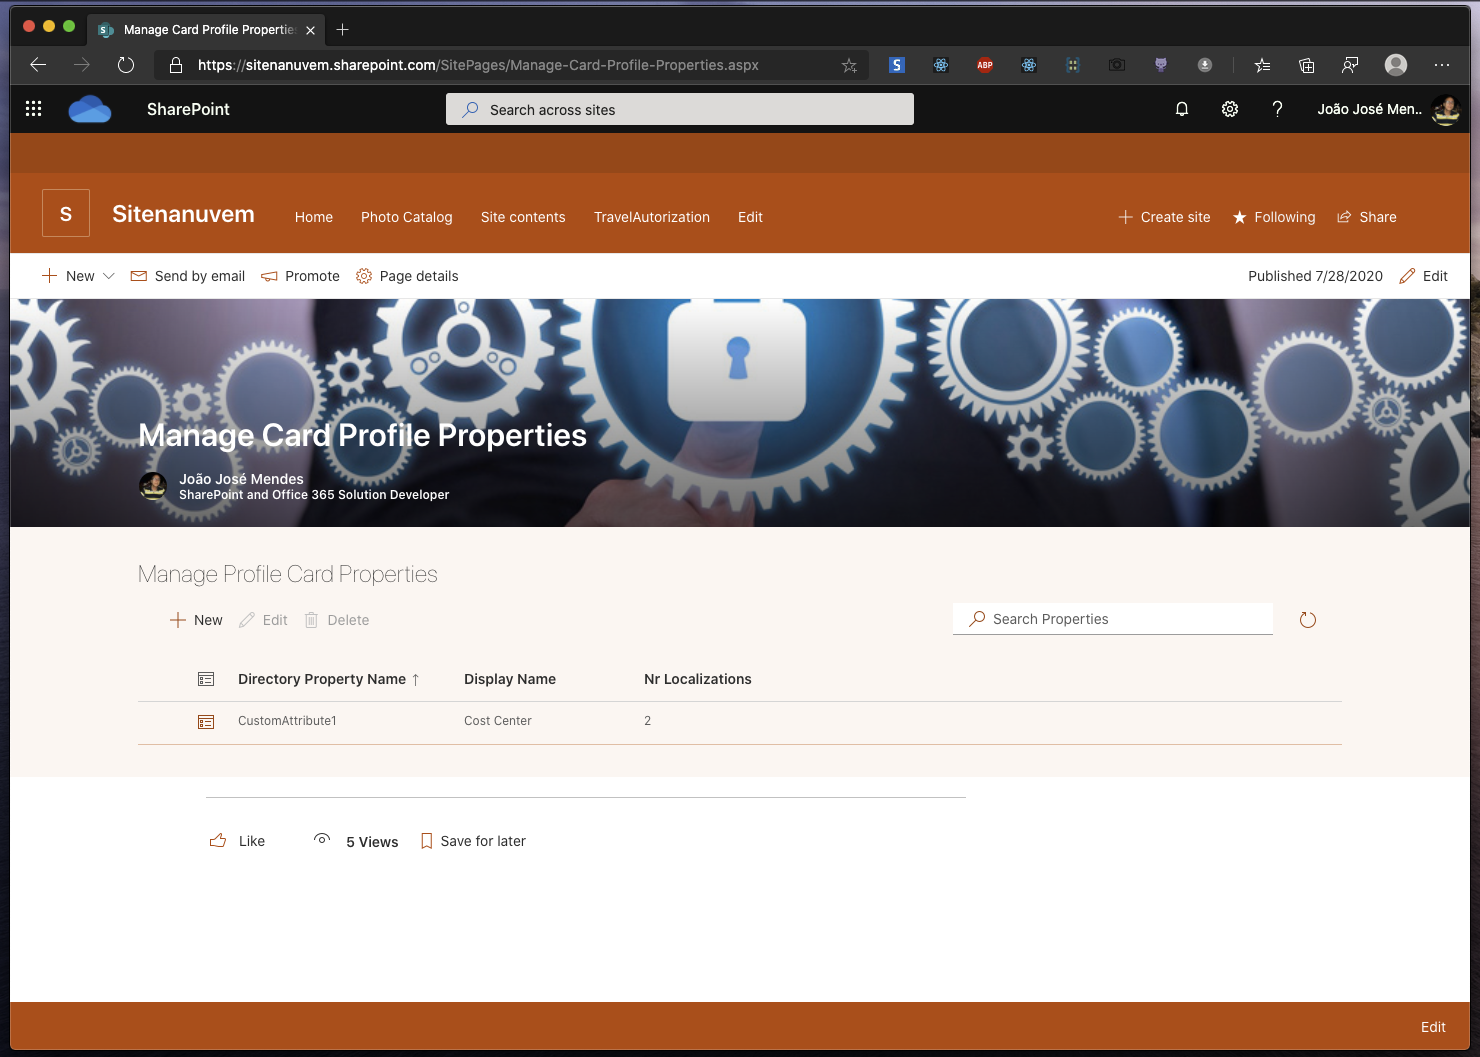 Manage Card Profile Propertie
https://sitenanuvem.sharepoint.com/SitePages/Manage-Card-Profile-Properties.aspx
S
ABP
SharePoint
Search across sites
?
João José Men..
S
Sitenanuvem
Home
Photo Catalog
Site contents
TravelAutorization
Edit
Create site
Following
Share
New
Send by email
Promote
Page details
Published 7/28/2020
Edit
Manage Card Profile Properties
João José Mendes
SharePoint and Office 365 Solution Developer
Manage Profile Card Properties
New
Edit
Delete
Search Properties
Directory Property Name ↑
Display Name
Nr Localizations
CustomAttribute1
Cost Center
2
Like
5 Views
Save for later
Edit